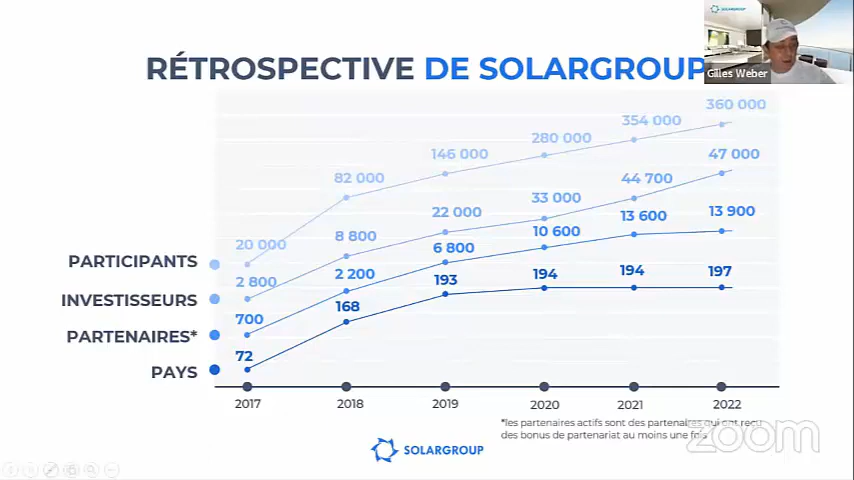 SOLARGROUP
Gilles Weber
RÉTROSPECTIVE DE SOLARGROUP
360 000
354 000
280 000
146 000
82 000
20 000
47 000
44 700
33 000
22 000
8 800
2 800
13 900
13 600
10 600
6 800
2 200
700
197
194
194
193
168
72
PARTICIPANTS
INVESTISSEURS
PARTENAIRES*
PAYS
2017 2018 2019 2020 2021 2022
*les partenaires actifs sont des partenaires qui ont reçu
des bonus de partenariat au moins une fois
SOLARGROUP
zoom